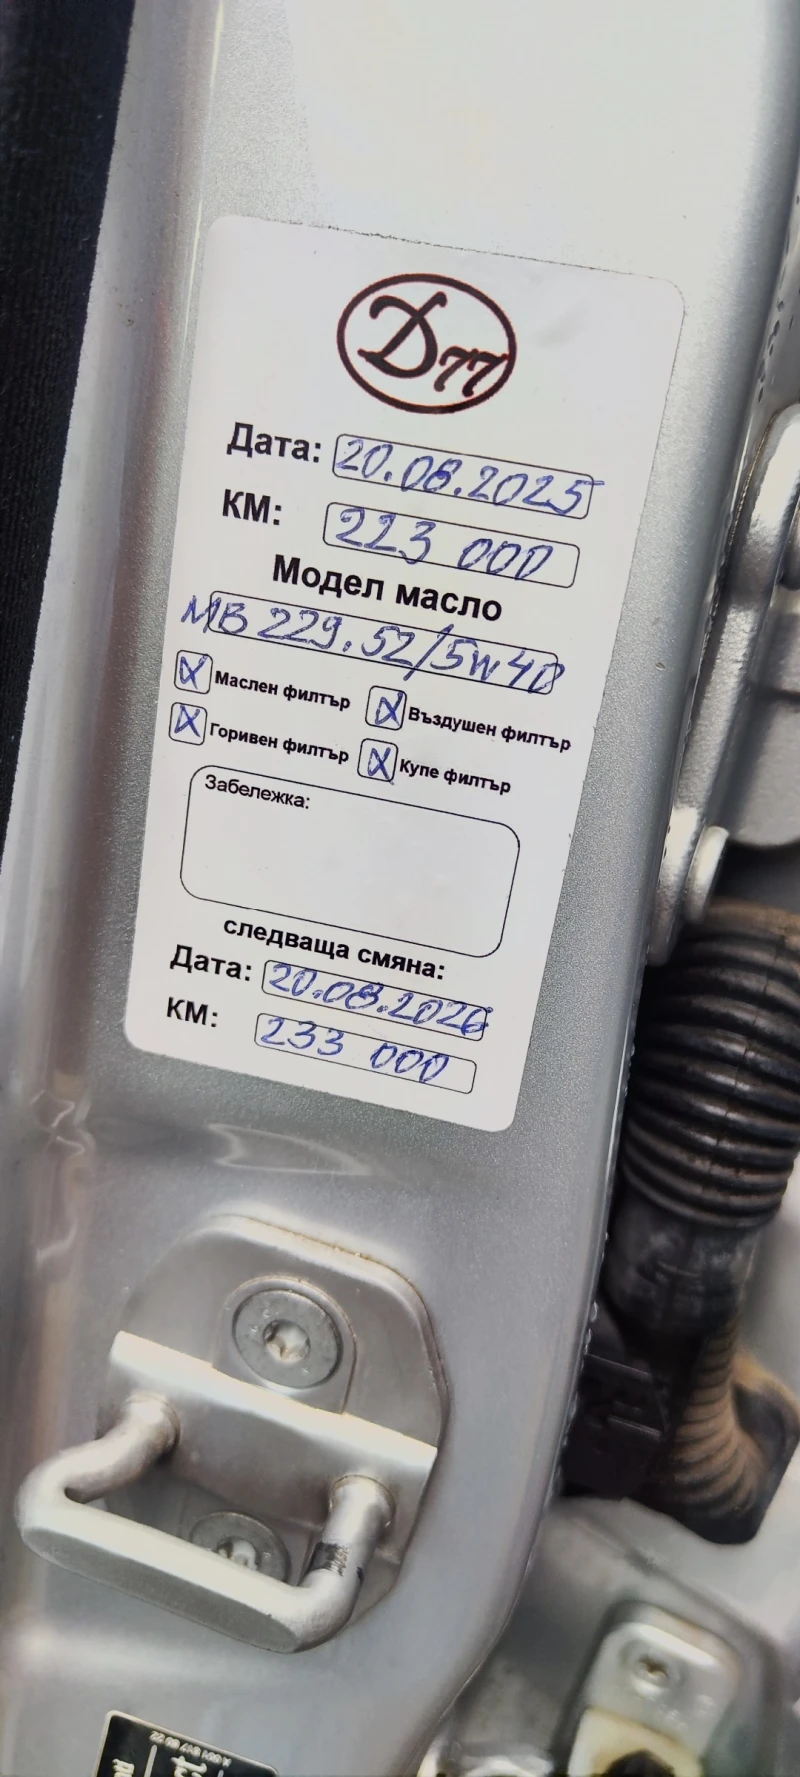 Д77
Дата: 20.08.2025
КМ: 223 000
Модел масло
MB 229.52/5W40
X Маслен филтър X Въздушен филтър
X Горивен филтър X Купе филтър
Забележка:
следваща смяна:
Дата: 20.08.2026
КМ: 233 000